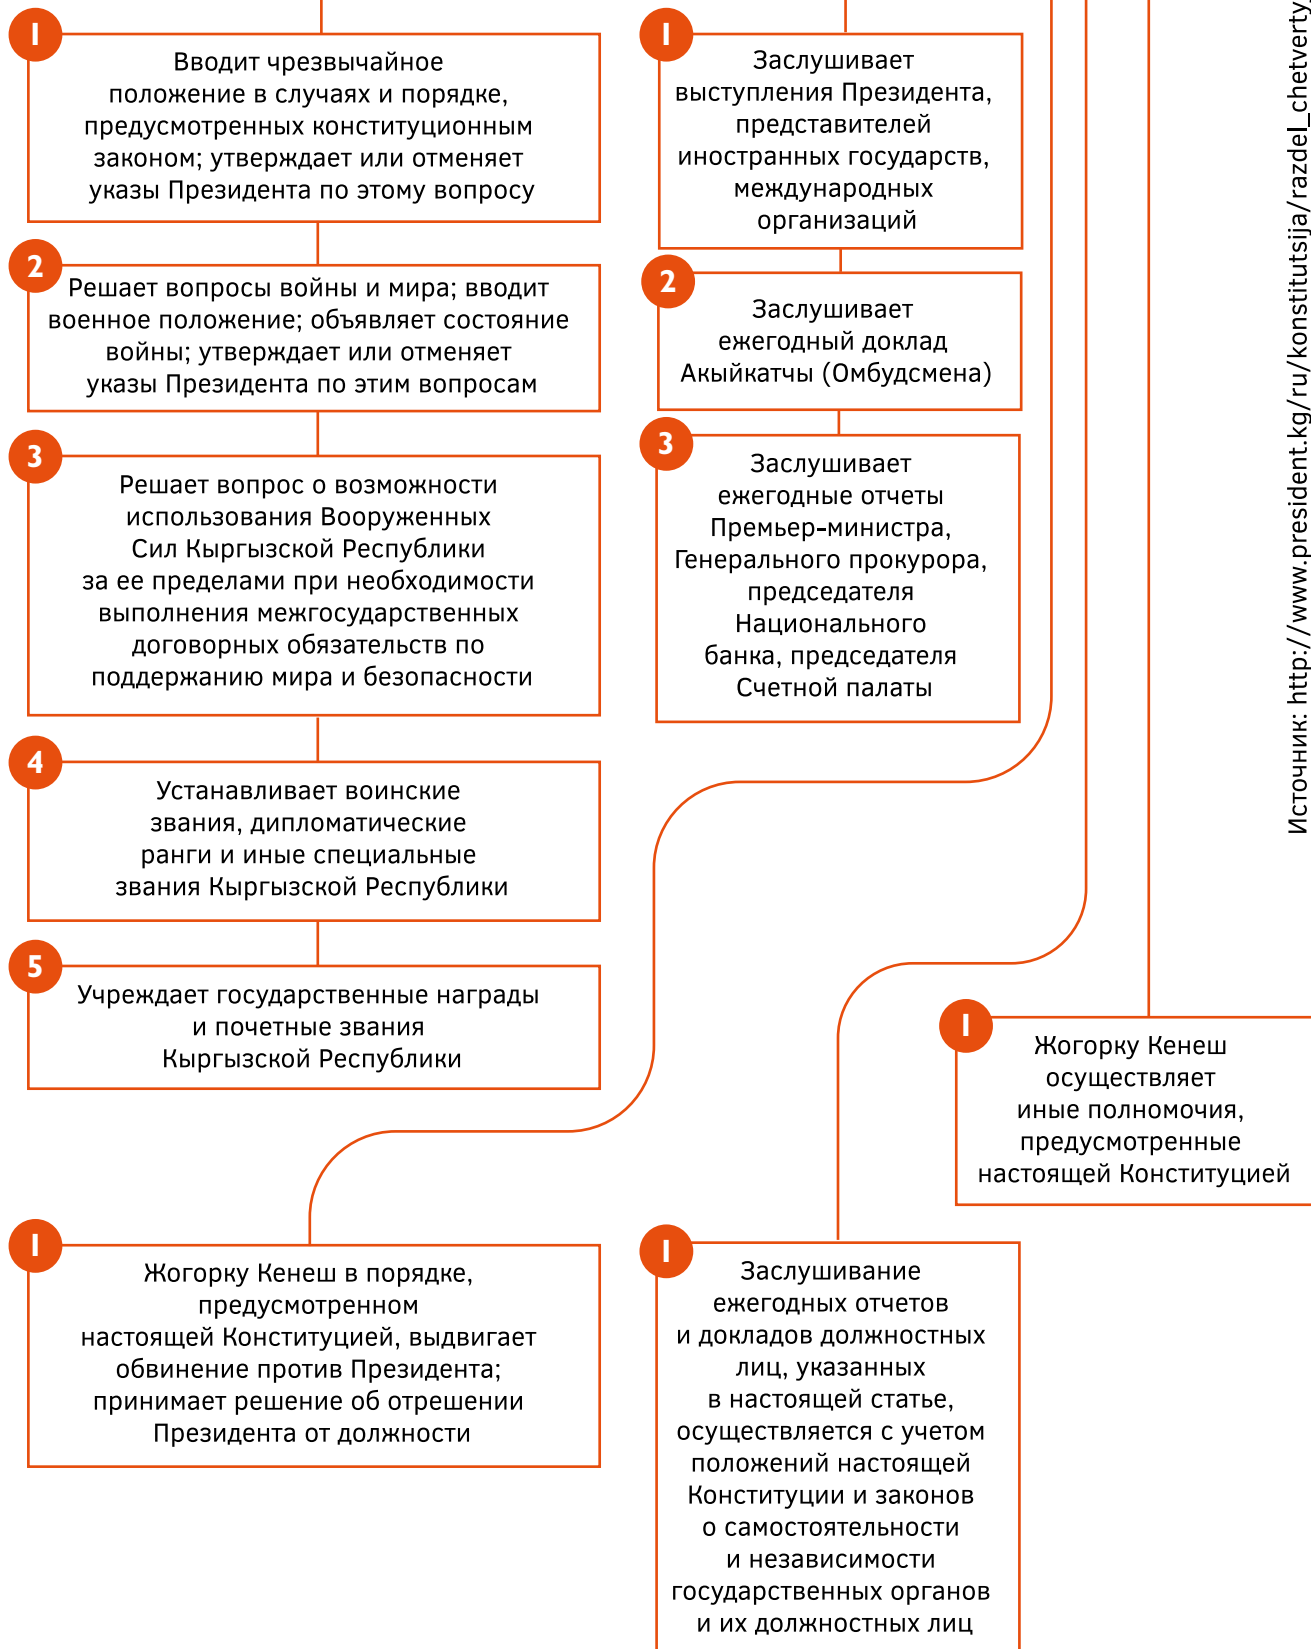 1
Вводит чрезвычайное
положение в случаях и порядке,
предусмотренных конституционным
законом; утверждает или отменяет
указы Президента по этому вопросу
2
Решает вопросы войны и мира; вводит
военное положение; объявляет состояние
войны; утверждает или отменяет
указы Президента по этим вопросам
3
Решает вопрос о возможности
использования Вооруженных
Сил Кыргызской Республики
за ее пределами при необходимости
выполнения межгосударственных
договорных обязательств по
поддержанию мира и безопасности
4
Устанавливает воинские
звания, дипломатические
ранги и иные специальные
звания Кыргызской Республики
5
Учреждает государственные награды
и почетные звания
Кыргызской Республики
1
Заслушивает
выступления Президента,
представителей
иностранных государств,
международных
организаций
2
Заслушивает
ежегодный доклад
Акыйкатчы (Омбудсмена)
3
Заслушивает
ежегодные отчеты
Премьер-министра,
Генерального прокурора,
председателя
Национального
банка, председателя
Счетной палаты
1
Жогорку Кенеш в порядке,
предусмотренном
настоящей Конституцией, выдвигает
обвинение против Президента;
принимает решение об отрешении
Президента от должности
1
Заслушивание
ежегодных отчетов
и докладов должностных
лиц, указанных
в настоящей статье,
осуществляется с учетом
положений настоящей
Конституции и законов
о самостоятельности
и независимости
государственных органов
и их должностных лиц
1
Жогорку Кенеш
осуществляет
иные полномочия,
предусмотренные
настоящей Конституцией
Источник: http://www.president.kg/ru/konstitutsija/razdel_chetverty